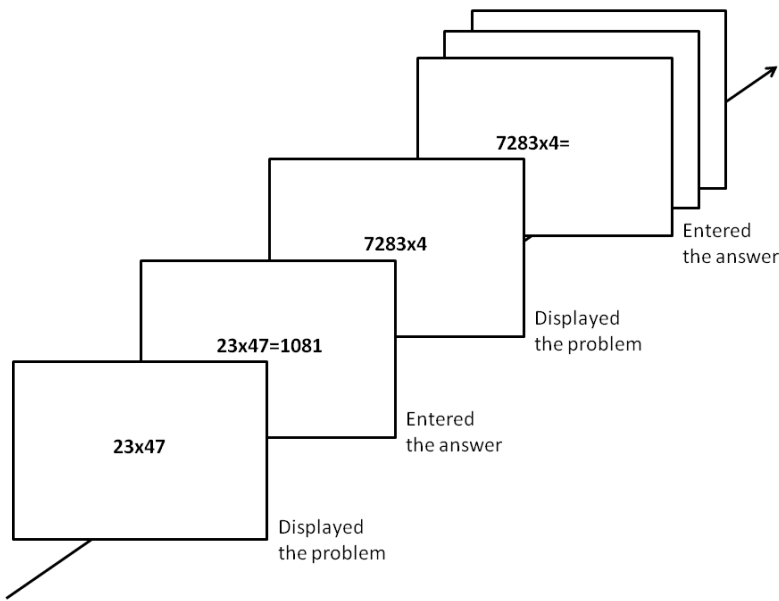 7283x4=
Entered
the answer
7283x4
Displayed
the problem
23x47=1081
Entered
the answer
23x47
Displayed
the problem